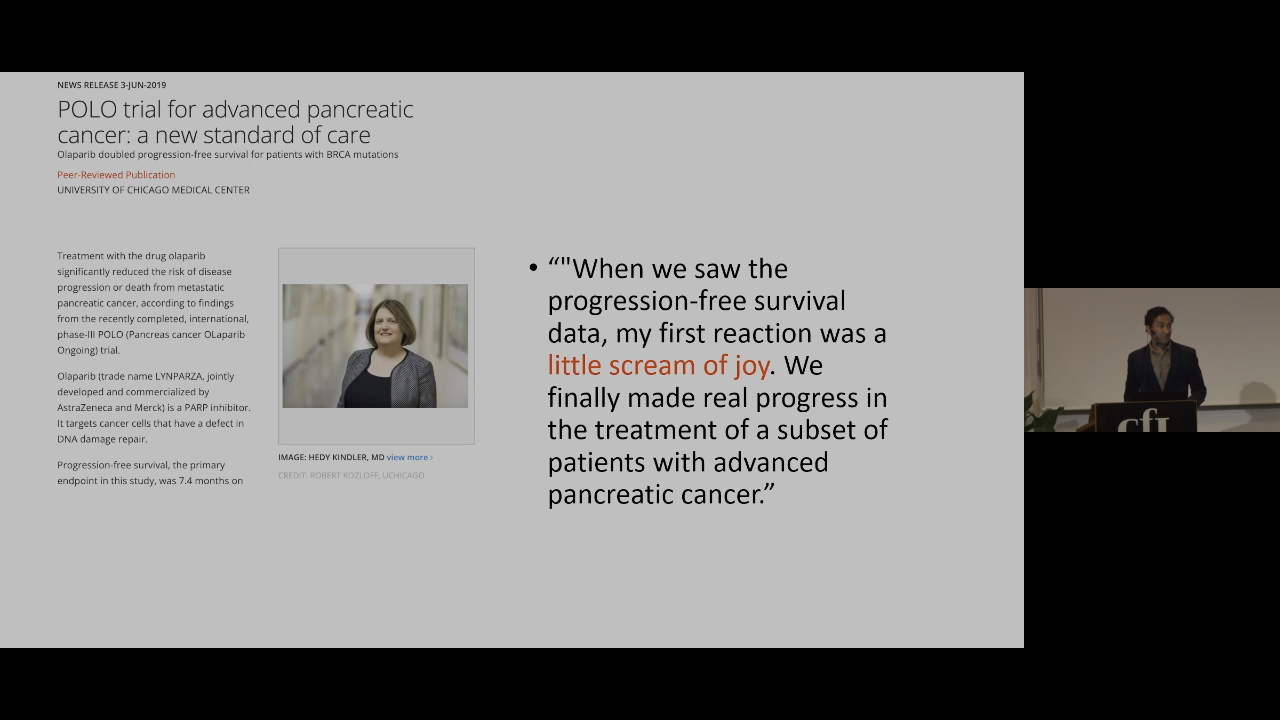 NEWS RELEASE 3-JUN-2019
POLO trial for advanced pancreatic
cancer: a new standard of care
Olaparib doubled progression-free survival for patients with BRCA mutations
Peer-Reviewed Publication
UNIVERSITY OF CHICAGO MEDICAL CENTER
Treatment with the drug olaparib
significantly reduced the risk of disease
progression or death from metastatic
pancreatic cancer, according to findings
from the recently completed, international,
phase-III POLO (Pancreas cancer OLaparib
Ongoing) trial.
Olaparib (trade name LYNPARZA, jointly
developed and commercialized by
AstraZeneca and Merck) is a PARP inhibitor.
It targets cancer cells that have a defect in
DNA damage repair.
Progression-free survival, the primary
endpoint in this study, was 7.4 months on
IMAGE: HEDY KINDLER, MD view more ›
CREDIT: ROBERT KOZLOFF, UCHICAGO
• “"When we saw the
progression-free survival
data, my first reaction was a
little scream of joy. We
finally made real progress in
the treatment of a subset of
patients with advanced
pancreatic cancer.”